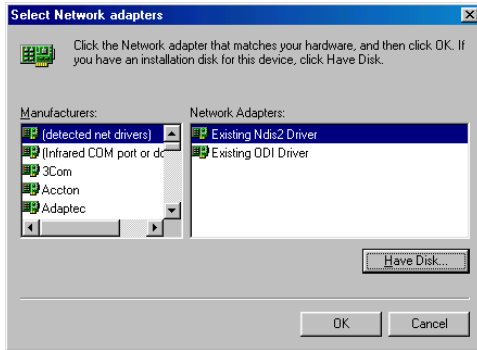 Select Network adapters
Click the Network adapter that matches your hardware, and then click OK. If
you have an installation disk for this device, click Have Disk.
Manufacturers:
(detected net drivers)
(Infrared COM port or dc
3Com
Accton
Adaptec
Network Adapters:
Existing Ndis2 Driver
Existing ODI Driver
Have Disk...
OK
Cancel